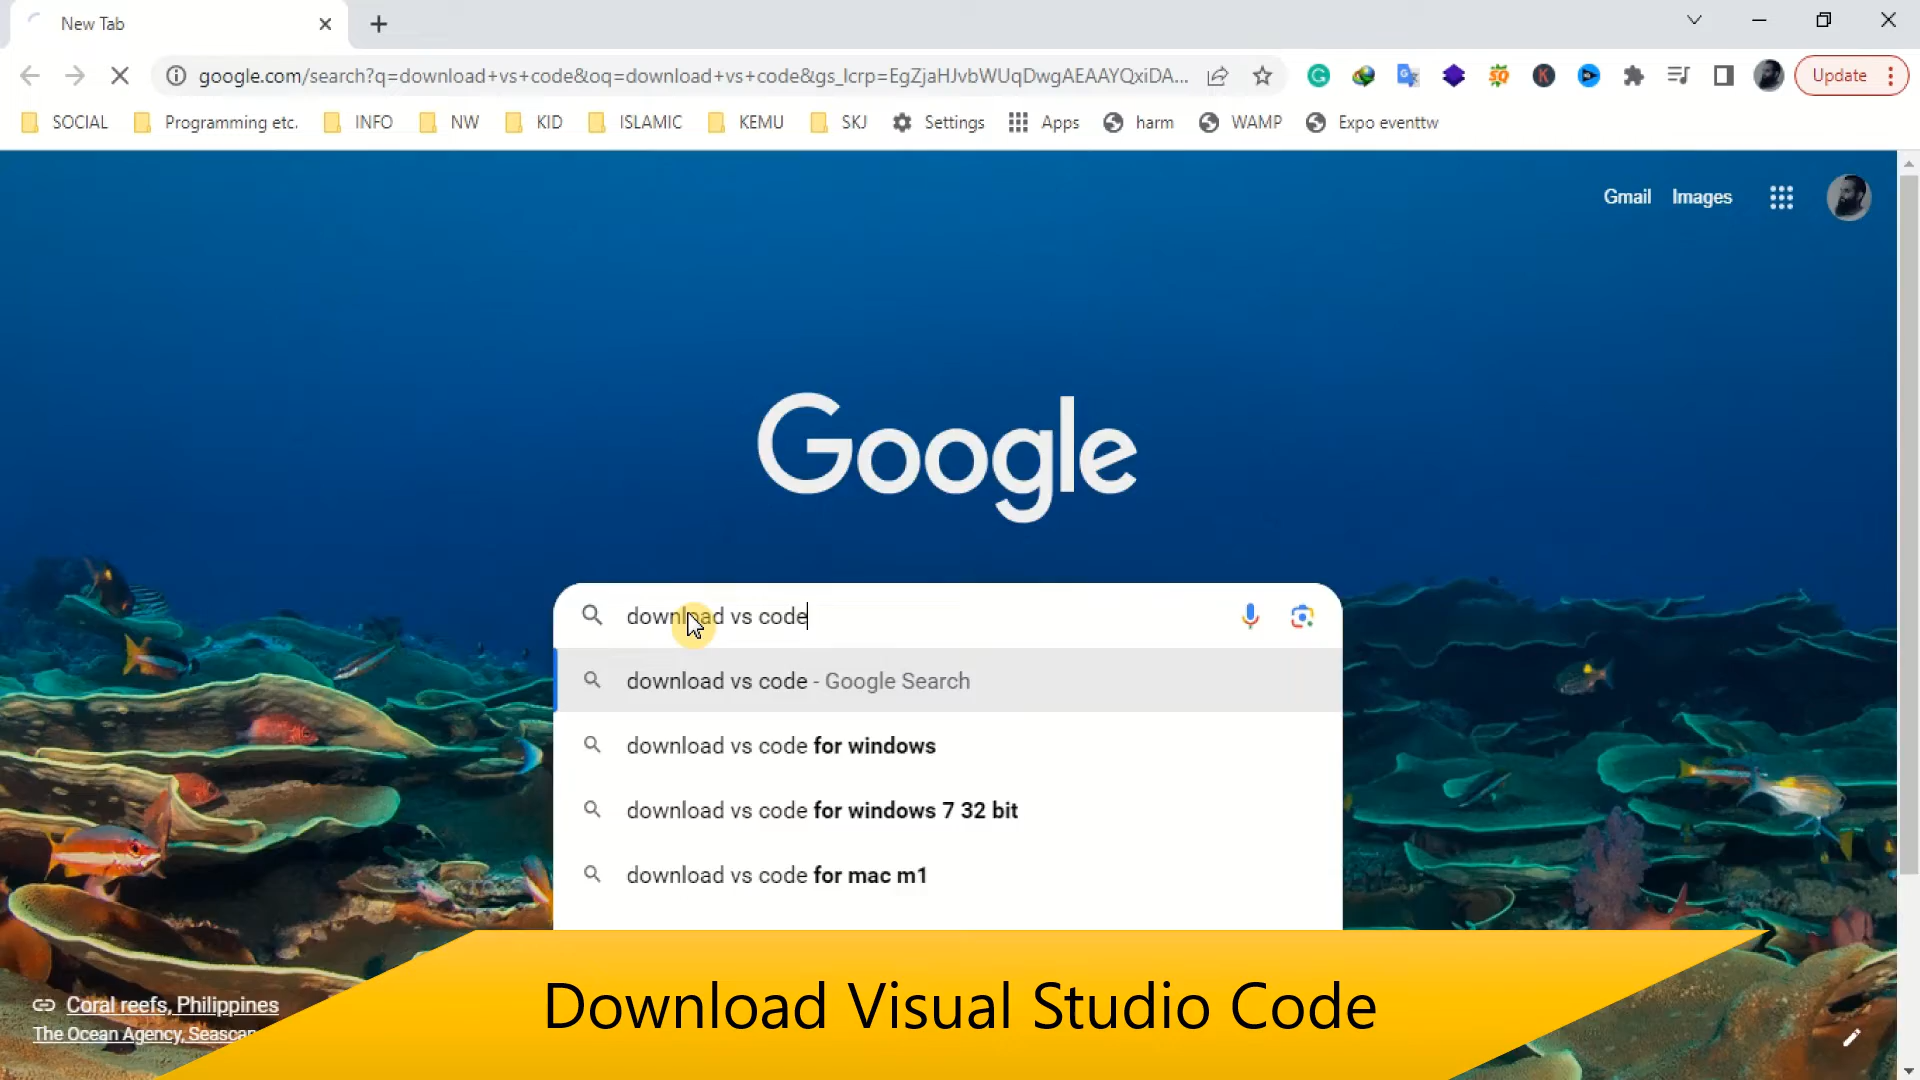 New Tab
google.com/search?q=download+vs+code&oq=download+vs+code&gs_lcrp=EgZjaHJvbWUqDwgAEAAYQxiDA...
Update
SOCIAL
Programming etc.
INFO
NW
KID
ISLAMIC
KEMU
SKJ
Settings
Apps
harm
WAMP
Expo eventtw
Gmail
Images
Google
download vs code
download vs code - Google Search
download vs code for windows
download vs code for windows 7 32 bit
download vs code for mac m1
Download Visual Studio Code
Coral reefs, Philippines
The Ocean Agency,